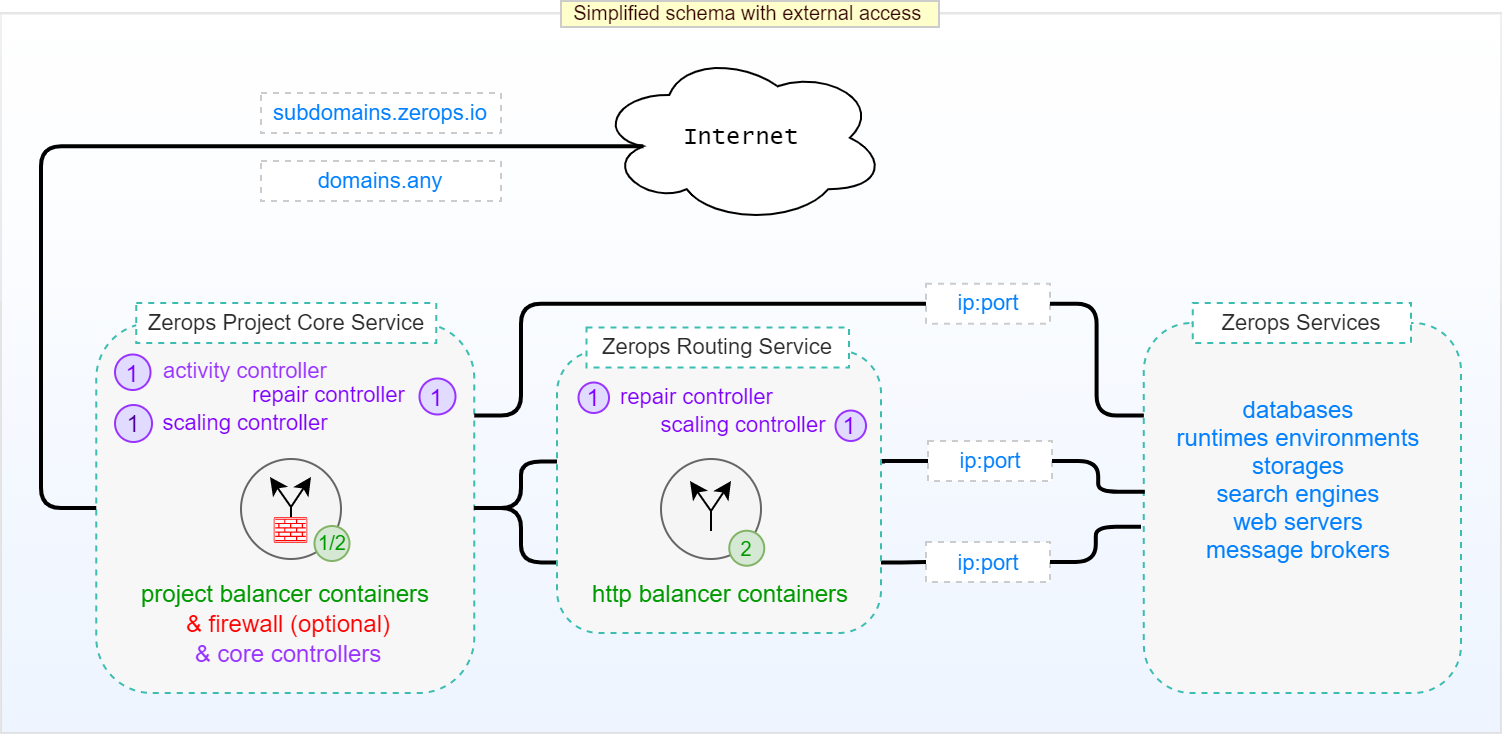 Simplified schema with external access
subdomains.zerops.io
Internet
domains.any
Zerops Project Core Service
1 activity controller
repair controller 1
1 scaling controller
1/2
project balancer containers
& firewall (optional)
& core controllers
Zerops Routing Service
1 repair controller
scaling controller 1
2
http balancer containers
ip:port
ip:port
ip:port
Zerops Services
databases
runtimes environments
storages
search engines
web servers
message brokers